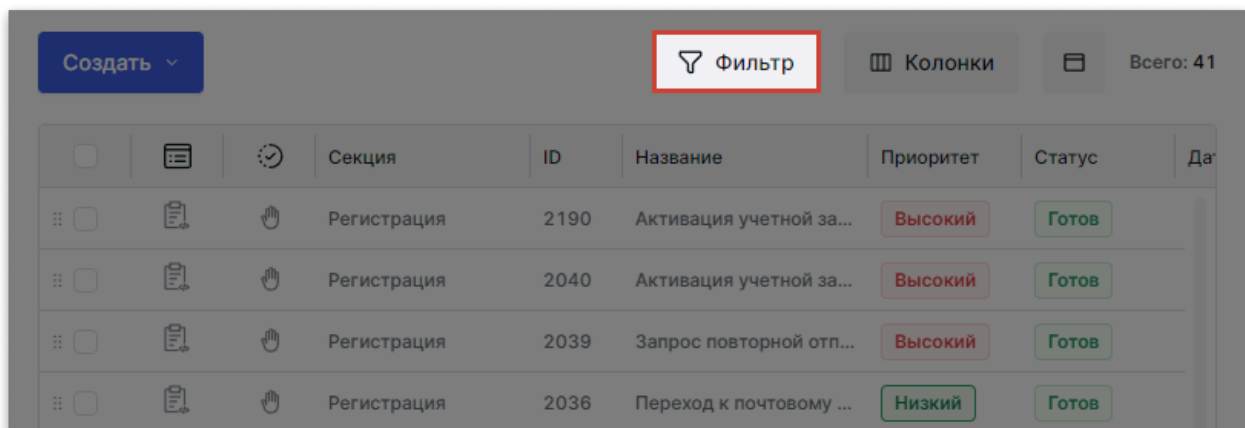 Создать Фильтр Колонки Всего: 41
Секция ID Название Приоритет Статус Дат
Регистрация 2190 Активация учетной за... Высокий Готов
Регистрация 2040 Активация учетной за... Высокий Готов
Регистрация 2039 Запрос повторной отп... Высокий Готов
Регистрация 2036 Переход к почтовому ... Низкий Готов